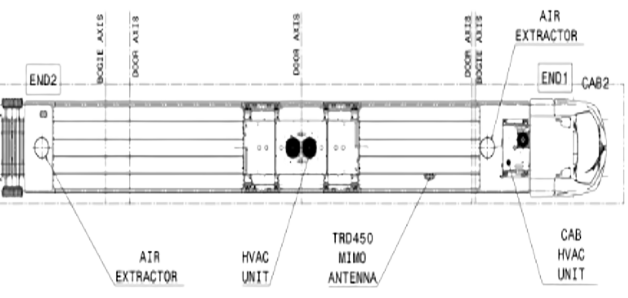 AIR
EXTRACTOR
BOGIE AXIS
DOOR AXIS
DOOR AXIS
DOOR AXIS
BOGIE AXIS
END2
END1
CAB2
AIR
EXTRACTOR
HVAC
UNIT
TRD450
MIMO
ANTENNA
CAB
HVAC
UNIT